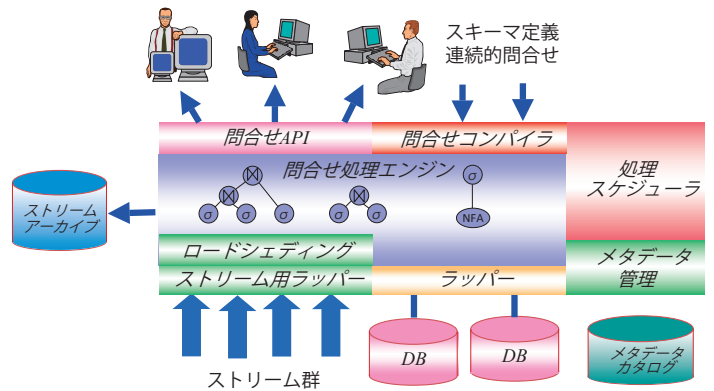 スキーマ定義
連続的問合せ
問合せAPI
問合せコンパイラ
処理
スケジューラ
問合せ処理エンジン
⋈
⋈
σ
σ
σ
⋈
σ
σ
σ
NFA
ストリーム
アーカイブ
ロードシェディング
ストリーム用ラッパー
ラッパー
メタデータ
管理
DB
DB
メタデータ
カタログ
ストリーム群